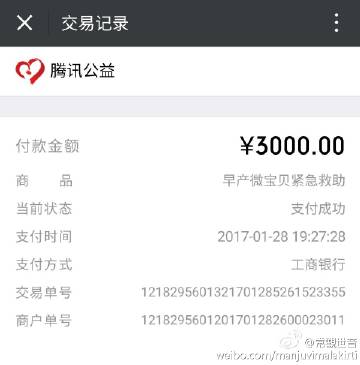 交易记录
腾讯公益
付款金额 ¥3000.00
商品 早产微宝贝紧急救助
当前状态 支付成功
支付时间 2017-01-28 19:27:28
支付方式 工商银行
交易单号 1218295601321701285261523355
商户单号 1218295601201701282600023011
@常觀世音
weibo.com/manjuvimalakirti